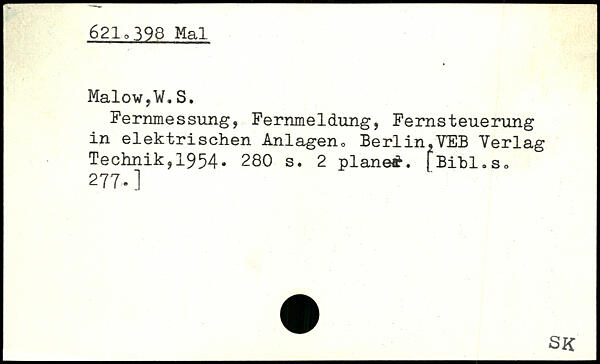 621.398 Mal
Malow,W.S.
Fernmessung, Fernmeldung, Fernsteuerung
in elektrischen Anlagen. Berlin,VEB Verlag
Technik,1954. 280 s. 2 planer. [Bibl.s.
277.]
SK